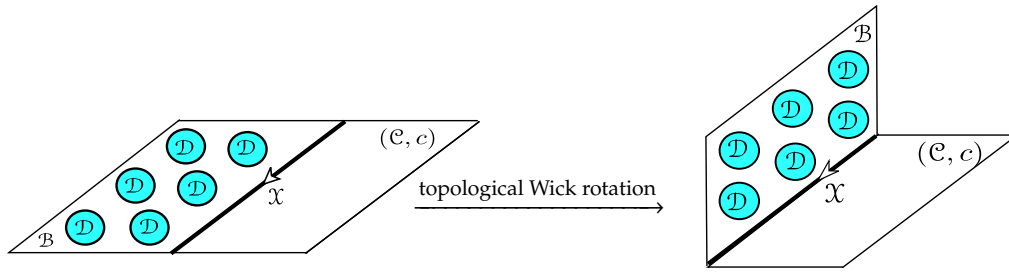 𝒟 𝒟 (𝒞, c)
𝒟 𝒟
𝒳
𝒟 𝒟
ℬ
topological Wick rotation
ℬ
𝒟
𝒟 𝒟
𝒟 𝒟 (𝒞, c)
𝒳
𝒟